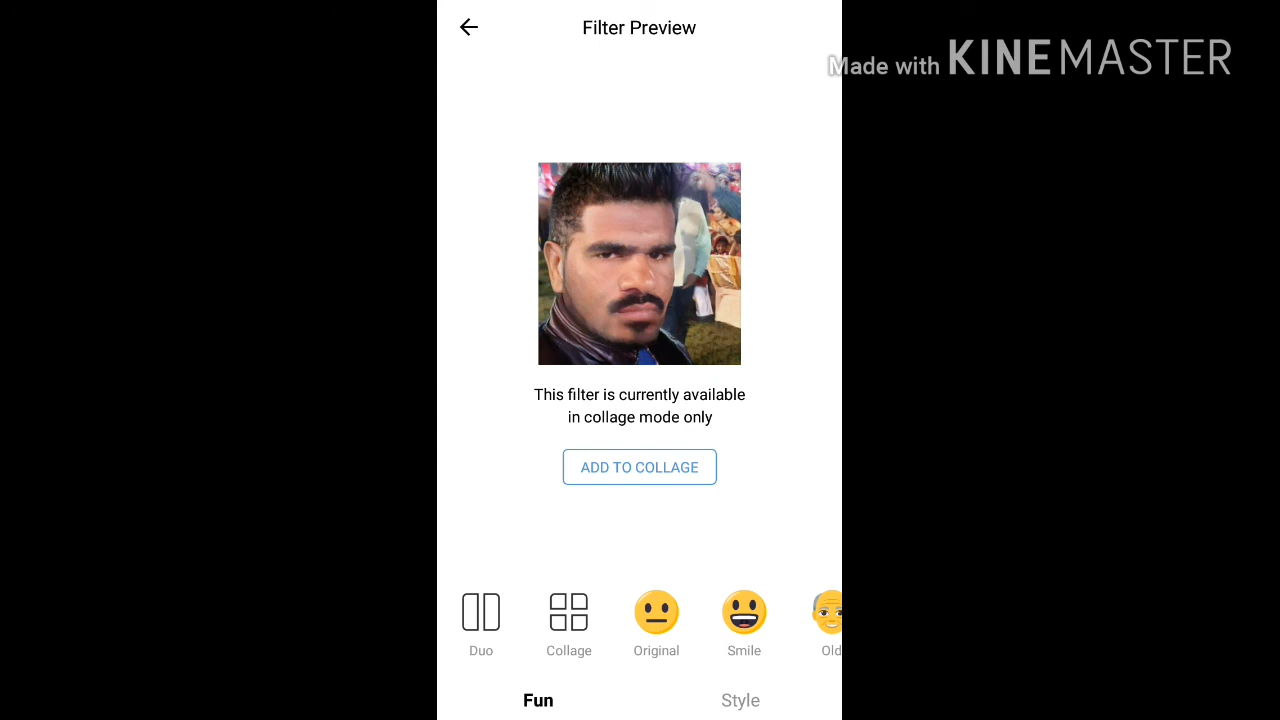 Filter Preview
Made with KINEMASTER
This filter is currently available
in collage mode only
ADD TO COLLAGE
Duo
Collage
Original
Smile
Old
Fun
Style